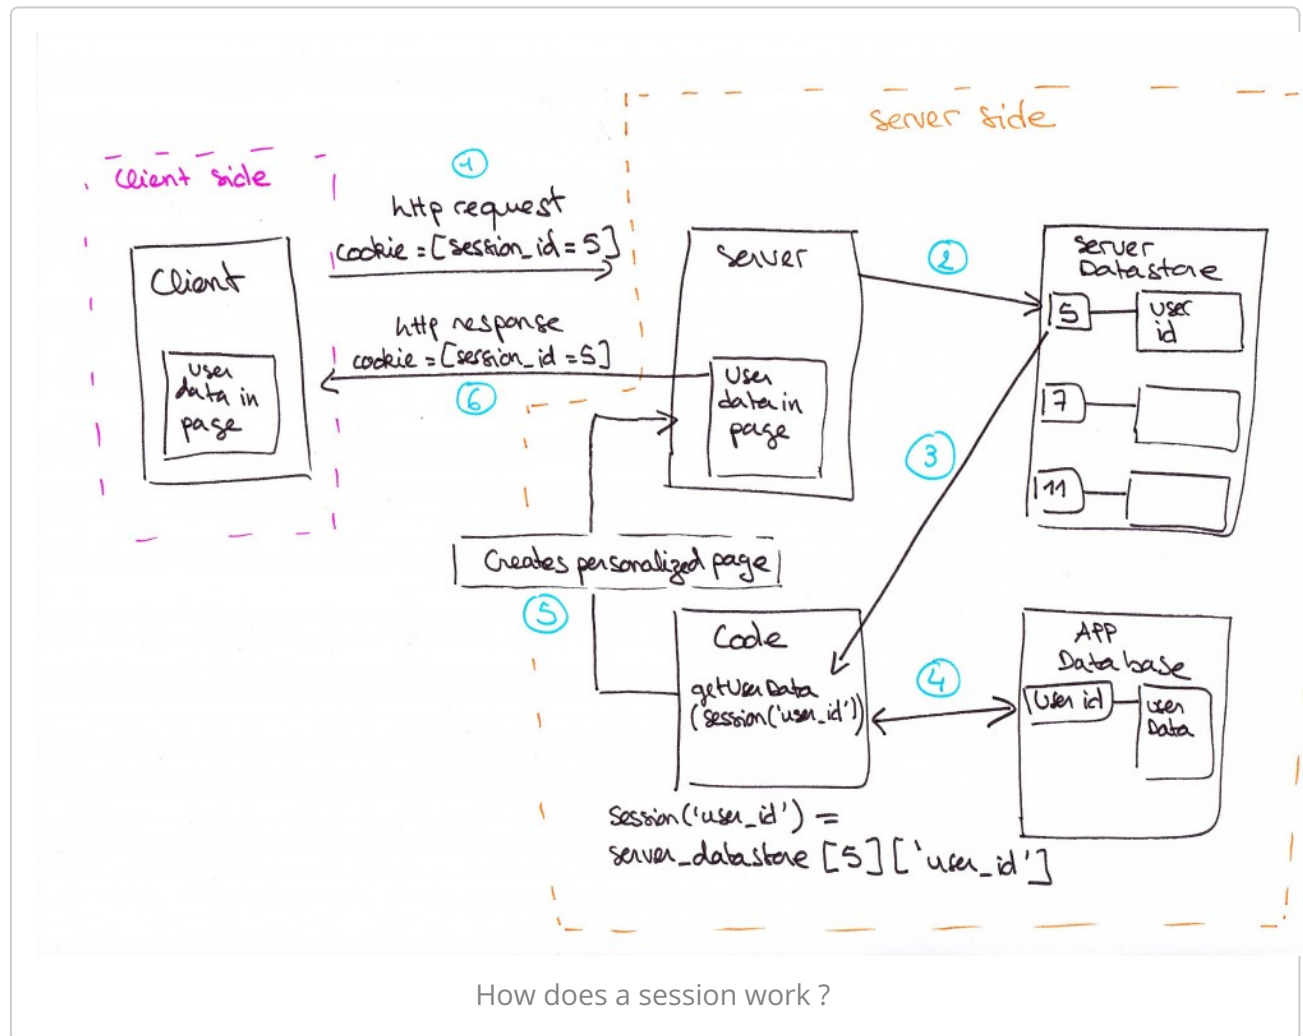 server side
client side
1
http request
cookie = [session_id = 5]
Client
user
data in
page
http response
cookie = [session_id = 5]
6
Server
User
data in
page
2
Server
Datastore
5
user
id
7
11
3
Creates personalized page
5
Code
getUserData
(session('user_id'))
4
APP
Database
User id
user
Data
session('user_id') =
server_datastore [5]['user_id']
How does a session work ?